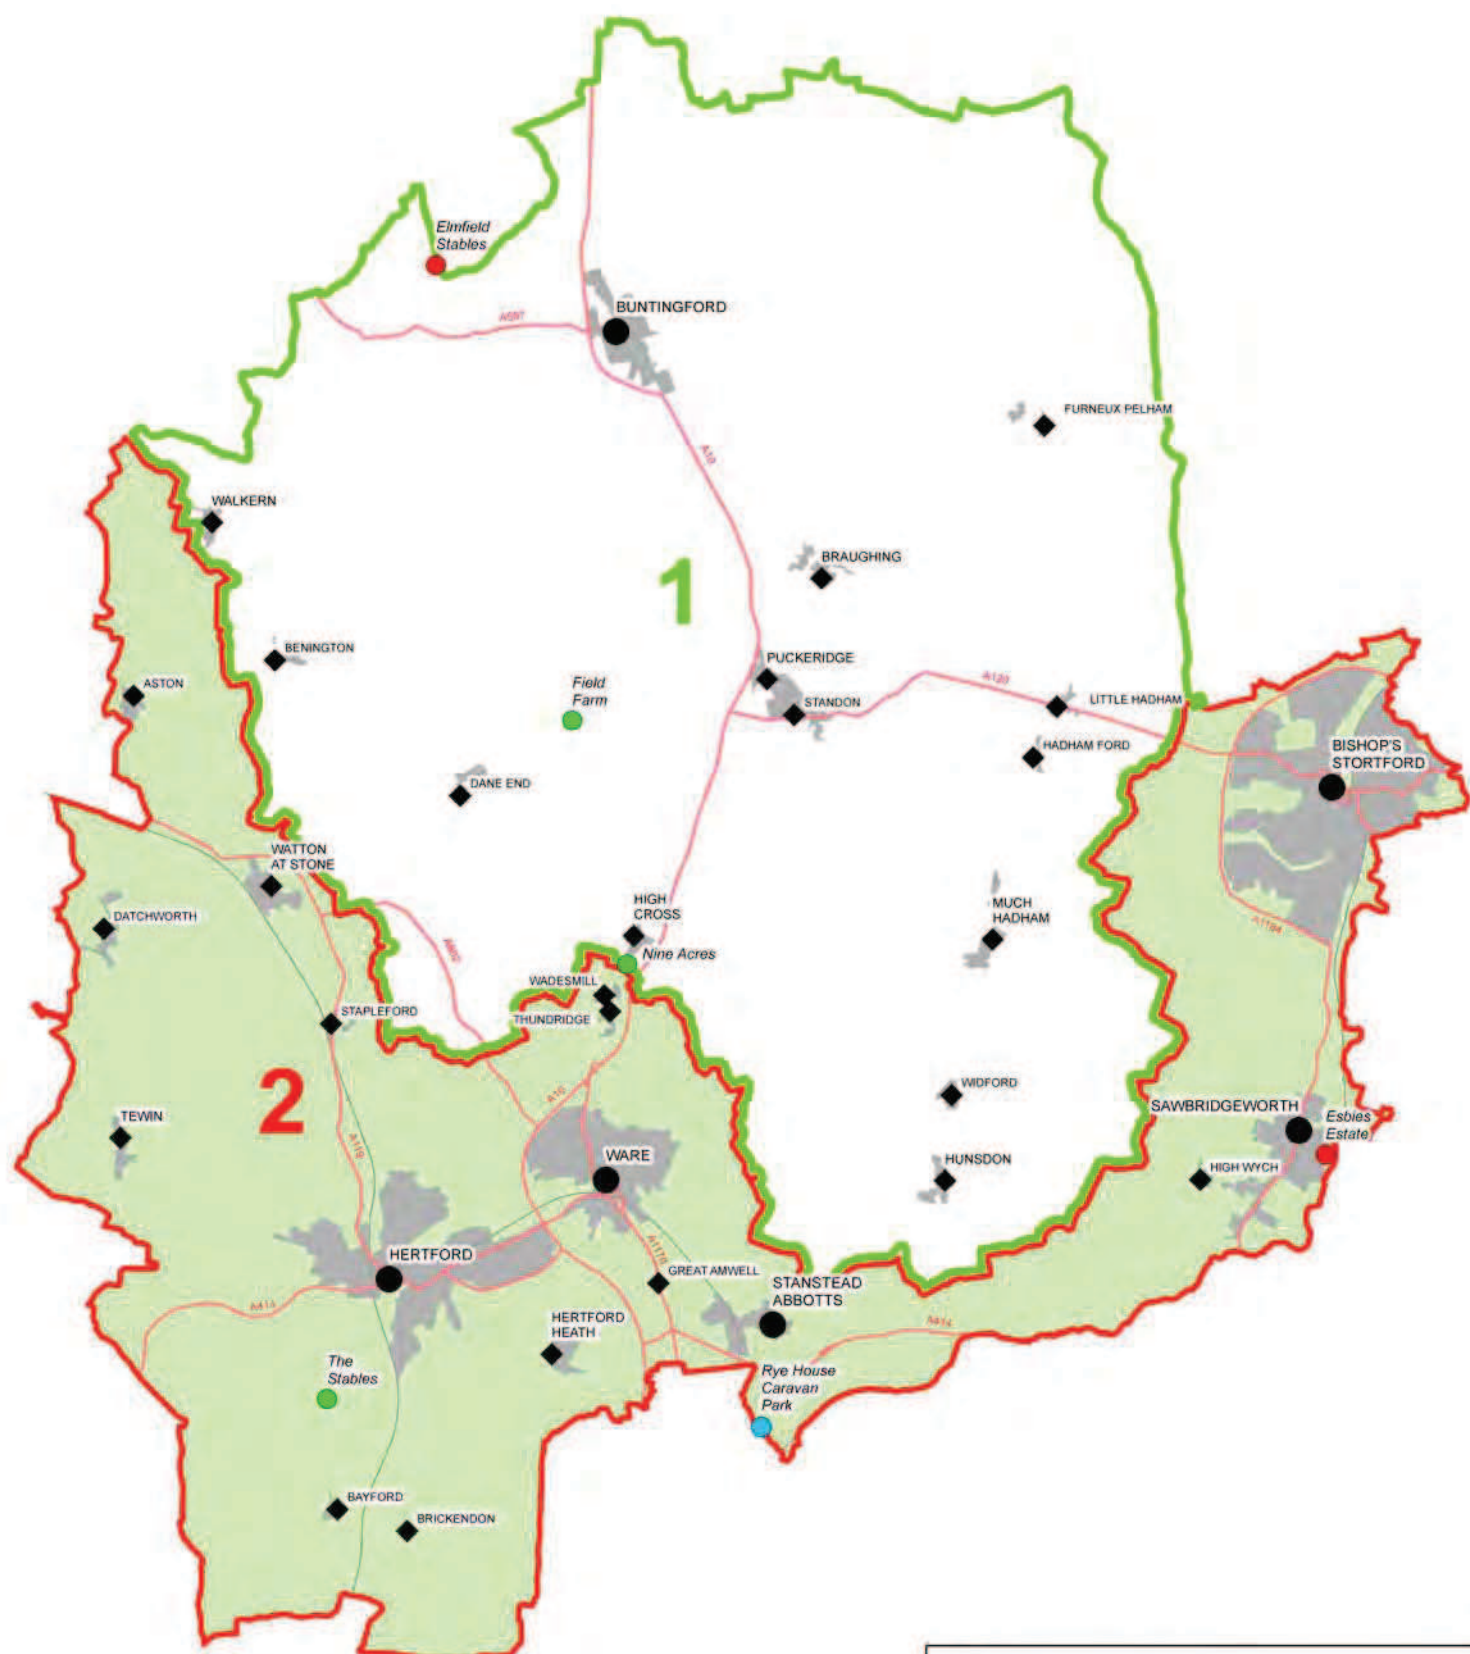 Elmfield
Stables
BUNTINGFORD
A507
FURNEUX PELHAM
A10
WALKERN
BRAUGHING
1
BENINGTON
PUCKERIDGE
ASTON
Field
Farm
A120
STANDON
LITTLE HADHAM
HADHAM FORD
BISHOP'S
STORTFORD
DANE END
WATTON
AT STONE
HIGH
CROSS
MUCH
HADHAM
DATCHWORTH
A1184
Nine Acres
A602
WADESMILL
STAPLEFORD
THUNDRIDGE
2
WIDFORD
A10
SAWBRIDGEWORTH
TEWIN
Esbies
Estate
A119
WARE
HUNSDON
HIGH WYCH
HERTFORD
A1170
GREAT AMWELL
STANSTEAD
ABBOTTS
A414
HERTFORD
HEATH
A414
The
Stables
Rye House
Caravan
Park
BAYFORD
BRICKENDON